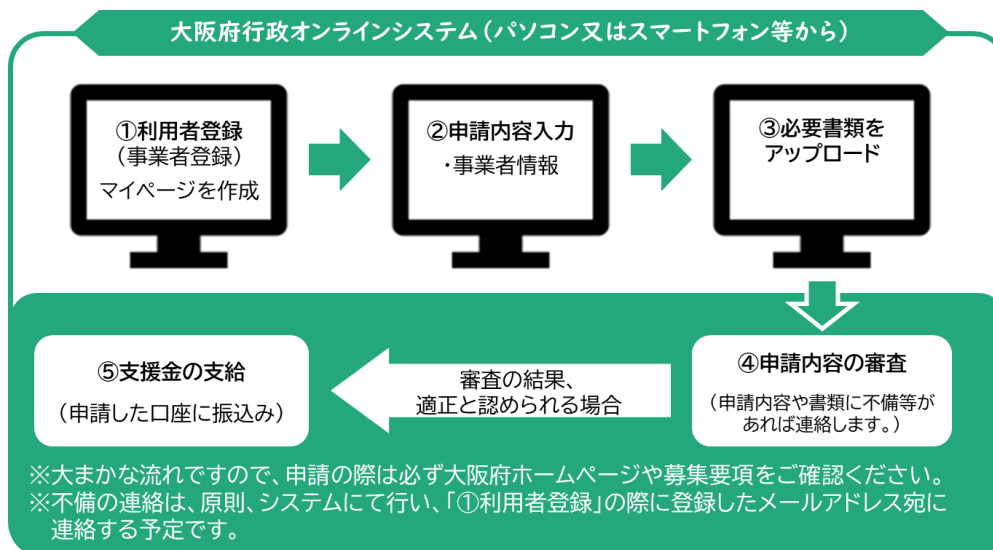 大阪府行政オンラインシステム（パソコン又はスマートフォン等から）
①利用者登録
（事業者登録）
マイページを作成
②申請内容入力
・事業者情報
③必要書類を
アップロード
④申請内容の審査
（申請内容や書類に不備等が
あれば連絡します。）
審査の結果、
適正と認められる場合
⑤支援金の支給
（申請した口座に振込み）
※大まかな流れですので、申請の際は必ず大阪府ホームページや募集要項をご確認ください。
※不備の連絡は、原則、システムにて行い、「①利用者登録」の際に登録したメールアドレス宛に
連絡する予定です。